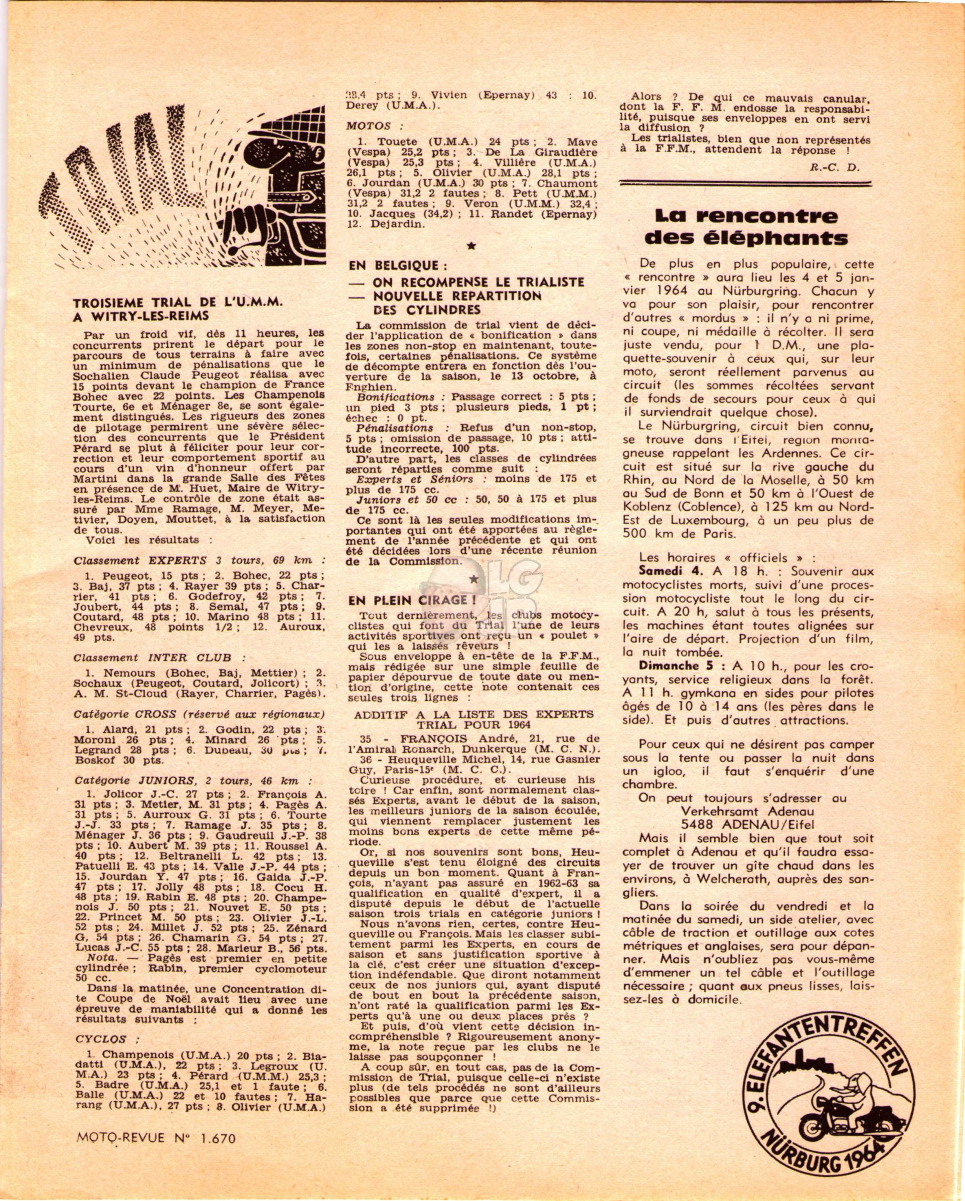 TRIAL
TROISIEME TRIAL DE L'U.M.M.
A WITRY-LES-REIMS
Par un froid vif, dès 11 heures, les
concurrents prirent le départ pour le
parcours de tous terrains à faire avec
un minimum de pénalisations que le
Sochalien Claude Peugeot réalisa avec
15 points devant le champion de France
Bohec avec 22 points. Les Champenois
Tourte, 6e et Ménager 8e, se sont égale-
ment distingués. Les rigueurs des zones
de pilotage permirent une sévère sélec-
tion des concurrents que le Président
Pérard se plut à féliciter pour leur cor-
rection et leur comportement sportif au
cours d'un vin d'honneur offert par
Martini dans la grande Salle des Fêtes
en présence de M. Huet, Maire de Witry-
les-Reims. Le contrôle de zone était as-
suré par Mme Ramage, M. Meyer, Me-
tivier, Doyen, Mouttet, à la satisfaction
de tous.
Voici les résultats :
Classement EXPERTS 3 tours, 69 km :
1. Peugeot, 15 pts ; 2. Bohec, 22 pts ;
3. Baj, 37 pts ; 4. Rayer 39 pts ; 5. Char-
rier, 41 pts ; 6. Godefroy, 42 pts ; 7.
Joubert, 44 pts ; 8. Semal, 47 pts ; 9.
Coutard, 48 pts ; 10. Marino 48 pts ; 11.
Chevreux, 48 points 1/2 ; 12. Auroux,
49 pts.
Classement INTER CLUB :
1. Nemours (Bohec, Baj, Mettier) ; 2.
Sochaux (Peugeot, Coutard, Jolicort) ; 3.
A. M. St-Cloud (Rayer, Charrier, Pagès).
Catégorie CROSS (réservé aux régionaux)
1. Alard, 21 pts ; 2. Godin, 22 pts ; 3.
Moroni 26 pts ; 4. Minard 26 pts ; 5.
Legrand 28 pts ; 6. Dubeau, 30 pts ; 7.
Boskof 30 pts.
Catégorie JUNIORS, 2 tours, 46 km :
1. Jolicor J.-C. 27 pts ; 2. François A.
31 pts ; 3. Metier, M. 31 pts ; 4. Pagès A.
31 pts ; 5. Aurroux G. 31 pts ; 6. Tourte
J.-J. 33 pts ; 7. Ramage J. 35 pts ; 8.
Ménager J. 36 pts ; 9. Gaudreuil J.-P. 38
pts ; 10. Aubert M. 39 pts ; 11. Roussel A.
40 pts ; 12. Beltranelli L. 42 pts ; 13.
Patuelli E. 43 pts ; 14. Valle J.-P. 44 pts ;
15. Jourdan Y. 47 pts ; 16. Gaida J.-P.
47 pts ; 17. Jolly 48 pts ; 18. Cocu H.
48 pts ; 19. Rabin E. 48 pts ; 20. Champe-
nois J. 50 pts ; 21. Nouvet E. 50 pts ;
22. Princet M. 50 pts ; 23. Olivier J.-L.
52 pts ; 24. Millet J. 52 pts ; 25. Zénard
G, 54 pts ; 26. Chamarin G. 54 pts ; 27.
Lucas J.-C. 55 pts ; 28. Marieur B., 56 pts.
Nota. — Pagès est premier en petite
cylindrée ; Rabin, premier cyclomoteur
50 cc.
Dans la matinée, une Concentration di-
te Coupe de Noël avait lieu avec une
épreuve de maniabilité qui a donné les
résultats suivants :
CYCLOS :
1. Champenois (U.M.A.) 20 pts ; 2. Bia-
datti (U.M.A.), 22 pts ; 3. Legroux (U.
M.A.) 23 pts ; 4. Pérard (U.M.M.) 25,3 ;
5. Badre (U.M.A.) 25,1 et 1 faute ; 6.
Balle (U.M.A.) 22 et 10 fautes ; 7. Ha-
rang (U.M.A.), 27 pts ; 8. Olivier (U.M.A.)
38,4 pts ; 9. Vivien (Epernay) 43 ; 10.
Derey (U.M.A.).
MOTOS :
1. Touete (U.M.A.) 24 pts ; 2. Mave
(Vespa) 25,2 pts ; 3. De La Giraudière
(Vespa) 25,3 pts ; 4. Villière (U.M.A.)
26,1 pts ; 5. Olivier (U.M.A.) 28,1 pts ;
6. Jourdan (U.M.A.) 30 pts ; 7. Chaumont
(Vespa) 31,2 2 fautes ; 8. Pett (U.M.M.)
31,2 2 fautes ; 9. Veron (U.M.M.) 32,4 ;
10. Jacques (34,2) ; 11. Randet (Epernay)
12. Dejardin.
EN BELGIQUE :
— ON RECOMPENSE LE TRIALISTE
— NOUVELLE REPARTITION
DES CYLINDRES
La commission de trial vient de déci-
der l'application de « bonification » dans
les zones non-stop en maintenant, toute-
fois, certaines pénalisations. Ce système
de décompte entrera en fonction dès l'ou-
verture de la saison, le 13 octobre, à
Enghien.
Bonifications : Passage correct : 5 pts ;
un pied 3 pts ; plusieurs pieds, 1 pt ;
échec : 0 pt.
Pénalisations : Refus d'un non-stop,
5 pts ; omission de passage, 10 pts ; atti-
tude incorrecte, 100 pts.
D'autre part, les classes de cylindrées
seront réparties comme suit :
Experts et Séniors : moins de 175 et
plus de 175 cc.
Juniors et 50 cc : 50, 50 à 175 et plus
de 175 cc.
Ce sont là les seules modifications im-
portantes qui ont été apportées au règle-
ment de l'année précédente et qui ont
été décidées lors d'une récente réunion
de la Commission.
EN PLEIN CIRAGE !
Tout dernièrement, les clubs motocy-
clistes qui font du Trial l'une de leurs
activités sportives ont reçu un « poulet »
qui les a laissés rêveurs !
Sous enveloppe à en-tête de la F.F.M.,
mais rédigée sur une simple feuille de
papier dépourvue de toute date ou men-
tion d'origine, cette note contenait ces
seules trois lignes :
ADDITIF A LA LISTE DES EXPERTS
TRIAL POUR 1964
35 - FRANÇOIS André, 21, rue de
l'Amiral Ronarch, Dunkerque (M. C. N.).
36 - Heuqueville Michel, 14, rue Gasnier
Guy, Paris-15e (M. C. C.).
Curieuse procédure, et curieuse his
toire ! Car enfin, sont normalement clas-
sés Experts, avant le début de la saison,
les meilleurs juniors de la saison écoulée,
qui viennent remplacer justement les
moins bons experts de cette même pé-
riode.
Or, si nos souvenirs sont bons, Heu-
queville s'est tenu éloigné des circuits
depuis un bon moment. Quant à Fran-
çois, n'ayant pas assuré en 1962-63 sa
qualification en qualité d'expert, il a
disputé depuis le début de l'actuelle
saison trois trials en catégorie juniors !
Nous n'avons rien, certes, contre Heu-
queville ou François. Mais les classer subi-
tement parmi les Experts, en cours de
saison et sans justification sportive à
la clé, c'est créer une situation d'excep-
tion indéfendable. Que diront notamment
ceux de nos juniors qui, ayant disputé
de bout en bout la précédente saison,
n'ont raté la qualification parmi les Ex-
perts qu'à une ou deux places près ?
Et puis, d'où vient cette décision in-
compréhensible ? Rigoureusement anony-
me, la note reçue par les clubs ne le
laisse pas soupçonner !
A coup sûr, en tout cas, pas de la Com-
mission de Trial, puisque celle-ci n'existe
plus (de tels procédés ne sont d'ailleurs
possibles que parce que cette Commis-
sion a été supprimée !)
Alors ? De qui ce mauvais canular,
dont la F. F. M. endosse la responsabi-
lité, puisque ses enveloppes en ont servi
la diffusion ?
Les trialistes, bien que non représentés
à la F.F.M., attendent la réponse !
R.-C. D.
La rencontre
des éléphants
De plus en plus populaire, cette
« rencontre » aura lieu les 4 et 5 jan-
vier 1964 au Nürburgring. Chacun y
va pour son plaisir, pour rencontrer
d'autres « mordus » : il n'y a ni prime,
ni coupe, ni médaille à récolter. Il sera
juste vendu, pour 1 D.M., une pla-
quette-souvenir à ceux qui, sur leur
moto, seront réellement parvenus au
circuit (les sommes récoltées servant
de fonds de secours pour ceux à qui
il surviendrait quelque chose).
Le Nürburgring, circuit bien connu,
se trouve dans l'Eifel, région monta-
gneuse rappelant les Ardennes. Ce cir-
cuit est situé sur la rive gauche du
Rhin, au Nord de la Moselle, à 50 km
au Sud de Bonn et 50 km à l'Ouest de
Koblenz (Coblence), à 125 km au Nord-
Est de Luxembourg, à un peu plus de
500 km de Paris.
Les horaires « officiels » :
Samedi 4. A 18 h. : Souvenir aux
motocyclistes morts, suivi d'une proces-
sion motocycliste tout le long du cir-
cuit. A 20 h, salut à tous les présents,
les machines étant toutes alignées sur
l'aire de départ. Projection d'un film,
la nuit tombée.
Dimanche 5 : A 10 h., pour les cro-
yants, service religieux dans la forêt.
A 11 h. gymkana en sides pour pilotes
âgés de 10 à 14 ans (les pères dans le
side). Et puis d'autres attractions.
Pour ceux qui ne désirent pas camper
sous la tente ou passer la nuit dans
un igloo, il faut s'enquérir d'une
chambre.
On peut toujours s'adresser au
Verkehrsamt Adenau
5488 ADENAU/Eifel
Mais il semble bien que tout soit
complet à Adenau et qu'il faudra essa-
yer de trouver un gîte chaud dans les
environs, à Welcherath, auprès des san-
gliers.
Dans la soirée du vendredi et la
matinée du samedi, un side atelier, avec
câble de traction et outillage aux cotes
métriques et anglaises, sera pour dépan-
ner. Mais n'oubliez pas vous-même
d'emmener un tel câble et l'outillage
nécessaire ; quant aux pneus lisses, lais-
sez-les à domicile.
9. ELEFANTENTREFFEN
NÜRBURG 1964
MOTO-REVUE N° 1.670